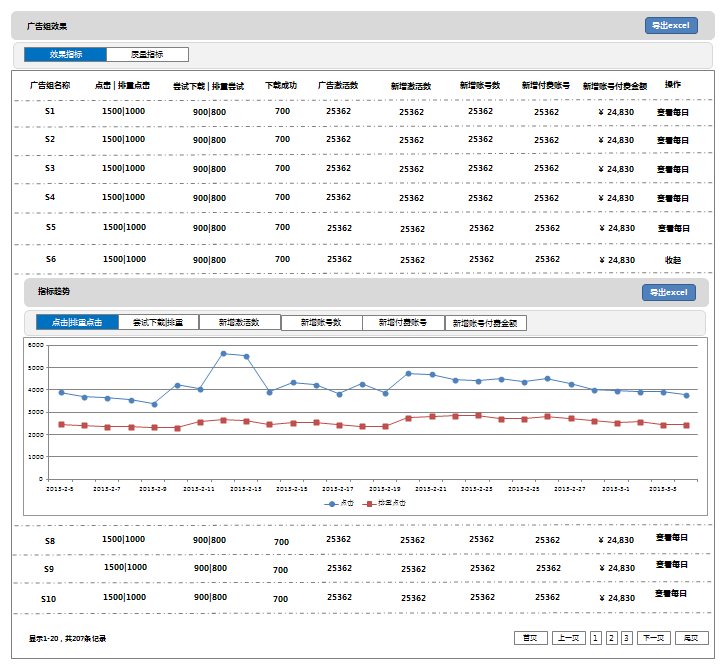 广告组效果 导出excel
效果指标 质量指标
广告组名称 点击 | 排重点击 尝试下载 | 排重尝试 下载成功 广告激活数 新增激活数 新增账号数 新增付费账号 新增账号付费金额 操作
S1 1500|1000 900|800 700 25362 25362 25362 25362 ¥ 24,830 查看每日
S2 1500|1000 900|800 700 25362 25362 25362 25362 ¥ 24,830 查看每日
S3 1500|1000 900|800 700 25362 25362 25362 25362 ¥ 24,830 查看每日
S4 1500|1000 900|800 700 25362 25362 25362 25362 ¥ 24,830 查看每日
S5 1500|1000 900|800 700 25362 25362 25362 25362 ¥ 24,830 查看每日
S6 1500|1000 900|800 700 25362 25362 25362 25362 ¥ 24,830 收起
指标趋势 导出excel
点击|排重点击 尝试下载|排重 新增激活数 新增账号数 新增付费账号 新增账号付费金额
6000
5000
4000
3000
2000
1000
0
2015-2-5 2015-2-7 2015-2-9 2015-2-11 2015-2-13 2015-2-15 2015-2-17 2015-2-19 2015-2-21 2015-2-23 2015-2-25 2015-2-27 2015-3-1 2015-3-3
点击 排重点击
S8 1500|1000 900|800 700 25362 25362 25362 25362 ¥ 24,830 查看每日
S9 1500|1000 900|800 700 25362 25362 25362 25362 ¥ 24,830 查看每日
S10 1500|1000 900|800 700 25362 25362 25362 25362 ¥ 24,830 查看每日
显示1-20，共207条记录 首页 上一页 1 2 3 下一页 尾页